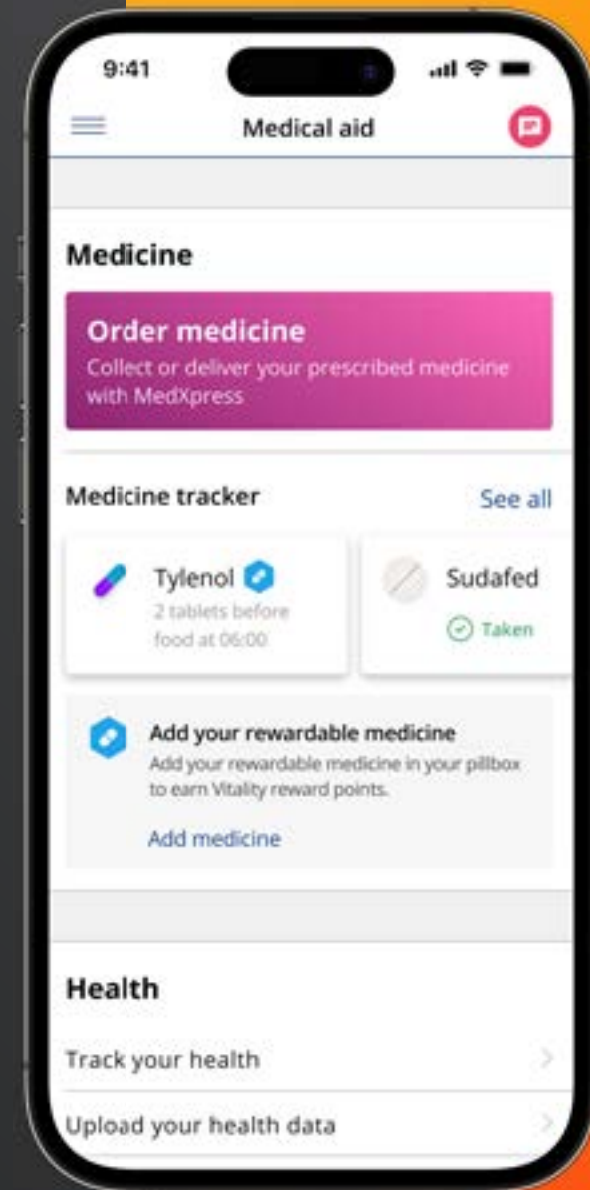 9:41
Medical aid
Medicine
Order medicine
Collect or deliver your prescribed medicine
with MedXpress
Medicine tracker
See all
Tylenol
2 tablets before
food at 06:00
Sudafed
Taken
Add your rewardable medicine
Add your rewardable medicine in your pillbox
to earn Vitality reward points.
Add medicine
Health
Track your health
Upload your health data